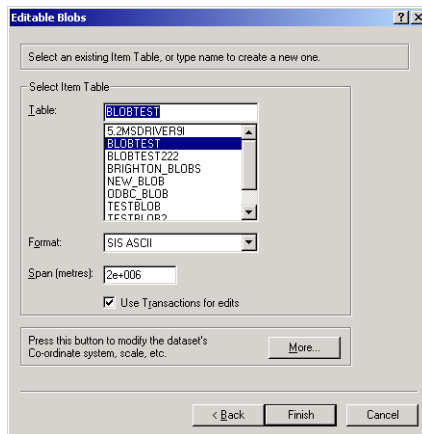 Editable Blobs
Select an existing Item Table, or type name to create a new one.
Select Item Table
Table:
BLOBTEST
5.2MSDRIVER9I
BLOBTEST
BLOBTEST222
BRIGHTON_BLOBS
NEW_BLOB
ODBC_BLOB
TESTBLOB
TESTBLOB2
Format:
SIS ASCII
Span (metres):
2e+006
Use Transactions for edits
Press this button to modify the dataset's
Co-ordinate system, scale, etc.
More...
< Back
Finish
Cancel